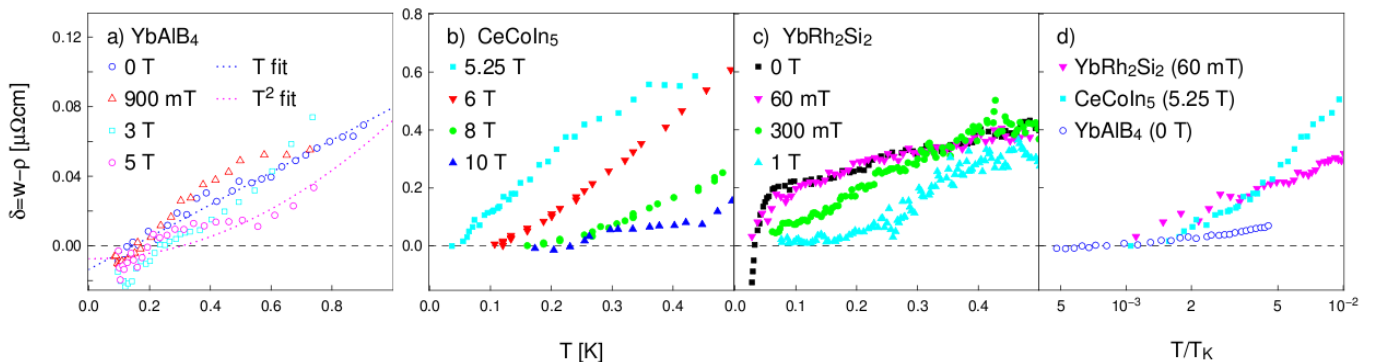 δ=w−ρ [μΩcm]
0.12
0.08
0.04
0.00
a) YbAlB₄
0 T
900 mT
3 T
5 T
T fit
T² fit
0.0 0.2 0.4 0.6 0.8
0.8
0.6
0.4
0.2
0.0
b) CeCoIn₅
5.25 T
6 T
8 T
10 T
0.0 0.1 0.2 0.3 0.4
c) YbRh₂Si₂
0 T
60 mT
300 mT
1 T
0.0 0.1 0.2 0.3 0.4
d)
YbRh₂Si₂ (60 mT)
CeCoIn₅ (5.25 T)
YbAlB₄ (0 T)
5 10⁻³ 2 5 10⁻²
T [K]
T/T_K